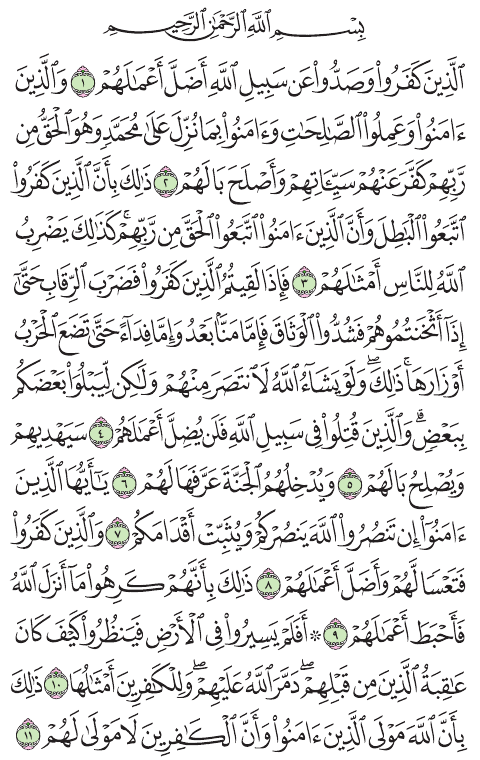 بِسْمِ ٱللَّهِ ٱلرَّحْمَٰنِ ٱلرَّحِيمِ
ٱلَّذِينَ كَفَرُوا۟ وَصَدُّوا۟ عَن سَبِيلِ ٱللَّهِ أَضَلَّ أَعْمَٰلَهُمْ ١ وَٱلَّذِينَ
ءَامَنُوا۟ وَعَمِلُوا۟ ٱلصَّٰلِحَٰتِ وَءَامَنُوا۟ بِمَا نُزِّلَ عَلَىٰ مُحَمَّدٍ وَهُوَ ٱلْحَقُّ مِن
رَّبِّهِمْ كَفَّرَ عَنْهُمْ سَيِّـَٔاتِهِمْ وَأَصْلَحَ بَالَهُمْ ٢ ذَٰلِكَ بِأَنَّ ٱلَّذِينَ كَفَرُوا۟
ٱتَّبَعُوا۟ ٱلْبَٰطِلَ وَأَنَّ ٱلَّذِينَ ءَامَنُوا۟ ٱتَّبَعُوا۟ ٱلْحَقَّ مِن رَّبِّهِمْ ۚ كَذَٰلِكَ يَضْرِبُ
ٱللَّهُ لِلنَّاسِ أَمْثَٰلَهُمْ ٣ فَإِذَا لَقِيتُمُ ٱلَّذِينَ كَفَرُوا۟ فَضَرْبَ ٱلرِّقَابِ حَتَّىٰٓ
إِذَآ أَثْخَنتُمُوهُمْ فَشُدُّوا۟ ٱلْوَثَاقَ فَإِمَّا مَنًّۢا بَعْدُ وَإِمَّا فِدَآءً حَتَّىٰ تَضَعَ ٱلْحَرْبُ
أَوْزَارَهَا ۚ ذَٰلِكَ ۖ وَلَوْ يَشَآءُ ٱللَّهُ لَٱنتَصَرَ مِنْهُمْ وَلَٰكِن لِّيَبْلُوَا۟ بَعْضَكُم
بِبَعْضٍ ۗ وَٱلَّذِينَ قُتِلُوا۟ فِى سَبِيلِ ٱللَّهِ فَلَن يُضِلَّ أَعْمَٰلَهُمْ ٤ سَيَهْدِيهِمْ
وَيُصْلِحُ بَالَهُمْ ٥ وَيُدْخِلُهُمُ ٱلْجَنَّةَ عَرَّفَهَا لَهُمْ ٦ يَٰٓأَيُّهَا ٱلَّذِينَ
ءَامَنُوٓا۟ إِن تَنصُرُوا۟ ٱللَّهَ يَنصُرْكُمْ وَيُثَبِّتْ أَقْدَامَكُمْ ٧ وَٱلَّذِينَ كَفَرُوا۟
فَتَعْسًا لَّهُمْ وَأَضَلَّ أَعْمَٰلَهُمْ ٨ ذَٰلِكَ بِأَنَّهُمْ كَرِهُوا۟ مَآ أَنزَلَ ٱللَّهُ
فَأَحْبَطَ أَعْمَٰلَهُمْ ٩ ۞ أَفَلَمْ يَسِيرُوا۟ فِى ٱلْأَرْضِ فَيَنظُرُوا۟ كَيْفَ كَانَ
عَٰقِبَةُ ٱلَّذِينَ مِن قَبْلِهِمْ ۚ دَمَّرَ ٱللَّهُ عَلَيْهِمْ ۖ وَلِلْكَٰفِرِينَ أَمْثَٰلُهَا ١٠ ذَٰلِكَ
بِأَنَّ ٱللَّهَ مَوْلَى ٱلَّذِينَ ءَامَنُوا۟ وَأَنَّ ٱلْكَٰفِرِينَ لَا مَوْلَىٰ لَهُمْ ١١